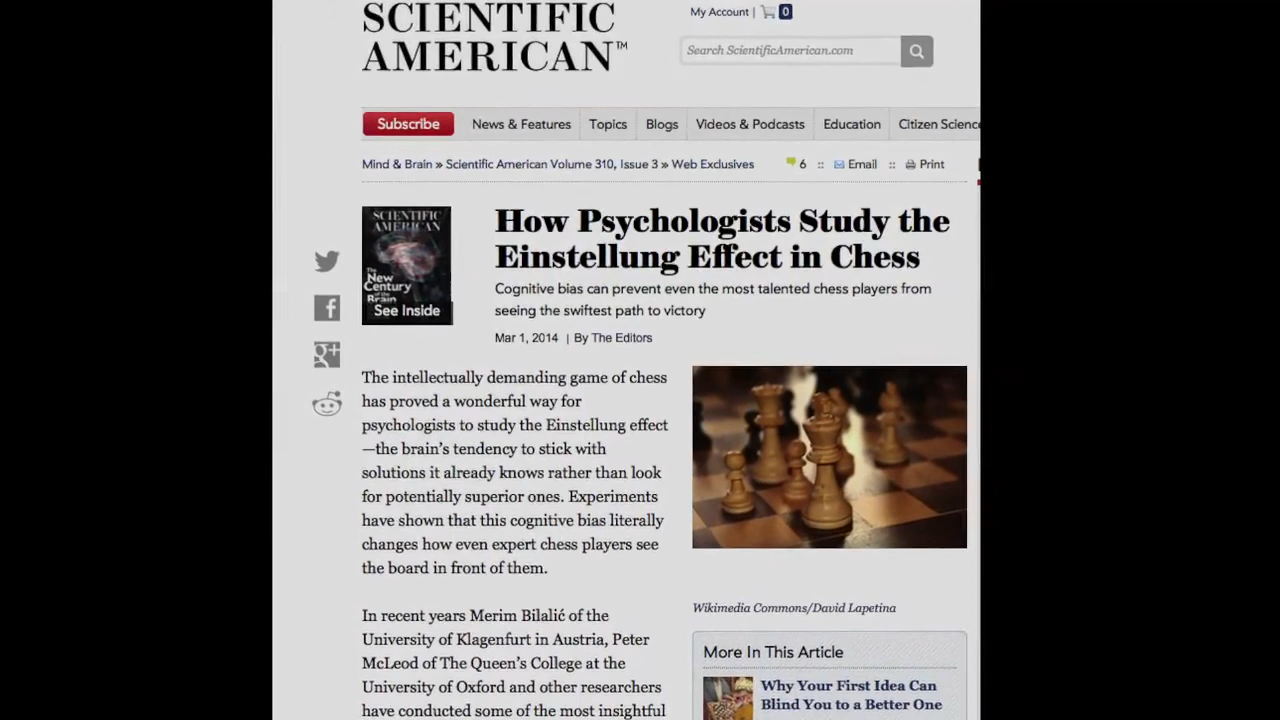 SCIENTIFIC
AMERICAN™
My Account | 0
Search ScientificAmerican.com
Subscribe News & Features Topics Blogs Videos & Podcasts Education Citizen Science
Mind & Brain » Scientific American Volume 310, Issue 3 » Web Exclusives 6 :: Email :: Print
SCIENTIFIC
AMERICAN
The
New
Century
of the
Brain
See Inside
How Psychologists Study the
Einstellung Effect in Chess
Cognitive bias can prevent even the most talented chess players from
seeing the swiftest path to victory
Mar 1, 2014 | By The Editors
The intellectually demanding game of chess
has proved a wonderful way for
psychologists to study the Einstellung effect
—the brain's tendency to stick with
solutions it already knows rather than look
for potentially superior ones. Experiments
have shown that this cognitive bias literally
changes how even expert chess players see
the board in front of them.
In recent years Merim Bilalić of the
University of Klagenfurt in Austria, Peter
McLeod of The Queen's College at the
University of Oxford and other researchers
have conducted some of the most insightful
Wikimedia Commons/David Lapetina
More In This Article
Why Your First Idea Can
Blind You to a Better One